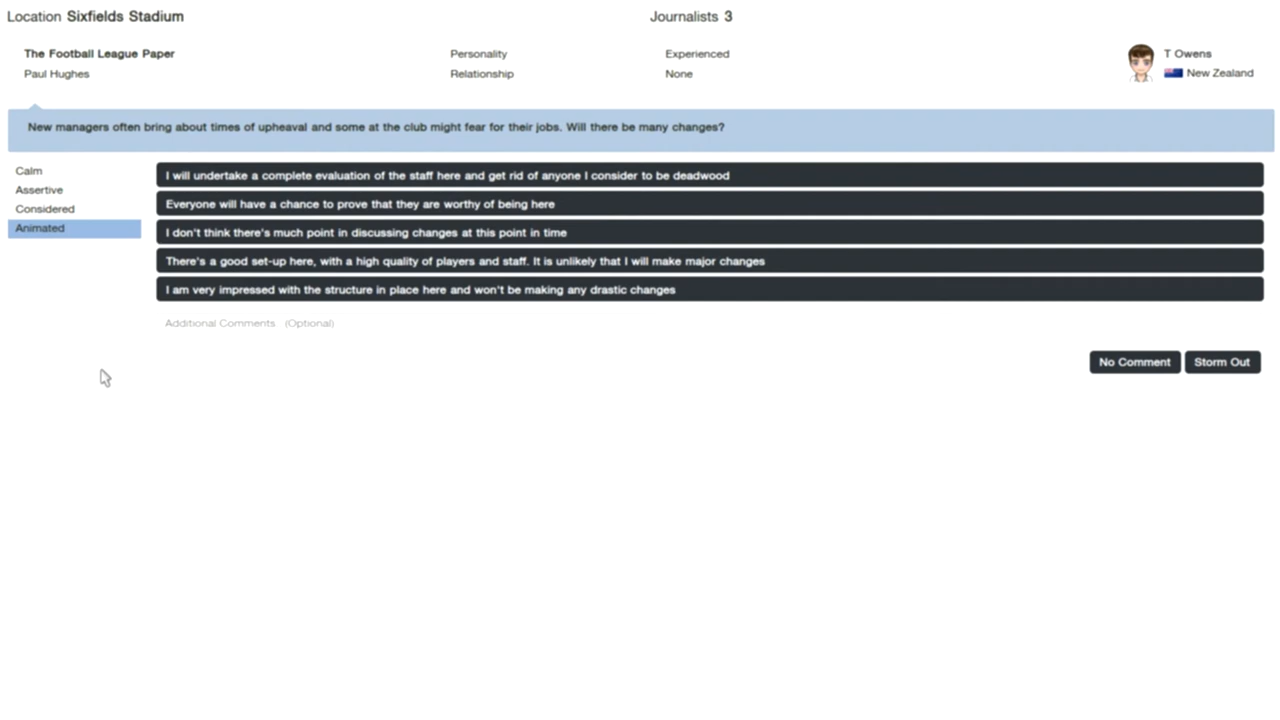 Location Sixfields Stadium
Journalists 3
The Football League Paper
Personality
Experienced
T Owens
Paul Hughes
Relationship
None
New Zealand
New managers often bring about times of upheaval and some at the club might fear for their jobs. Will there be many changes?
Calm
Assertive
Considered
Animated
I will undertake a complete evaluation of the staff here and get rid of anyone I consider to be deadwood
Everyone will have a chance to prove that they are worthy of being here
I don't think there's much point in discussing changes at this point in time
There's a good set-up here, with a high quality of players and staff. It is unlikely that I will make major changes
I am very impressed with the structure in place here and won't be making any drastic changes
Additional Comments (Optional)
No Comment
Storm Out